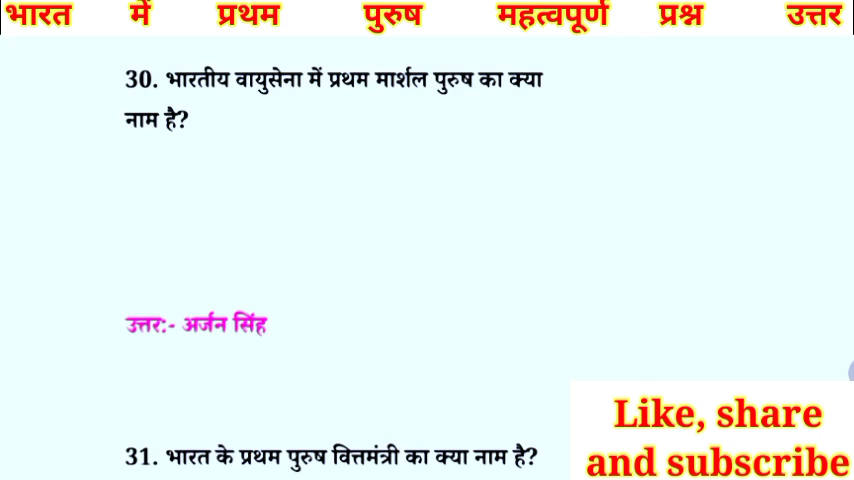 भारत में प्रथम पुरुष महत्वपूर्ण प्रश्न उत्तर
30. भारतीय वायुसेना में प्रथम मार्शल पुरुष का क्या
नाम है?
उत्तर:- अर्जन सिंह
31. भारत के प्रथम पुरुष वित्तमंत्री का क्या नाम है?
Like, share
and subscribe